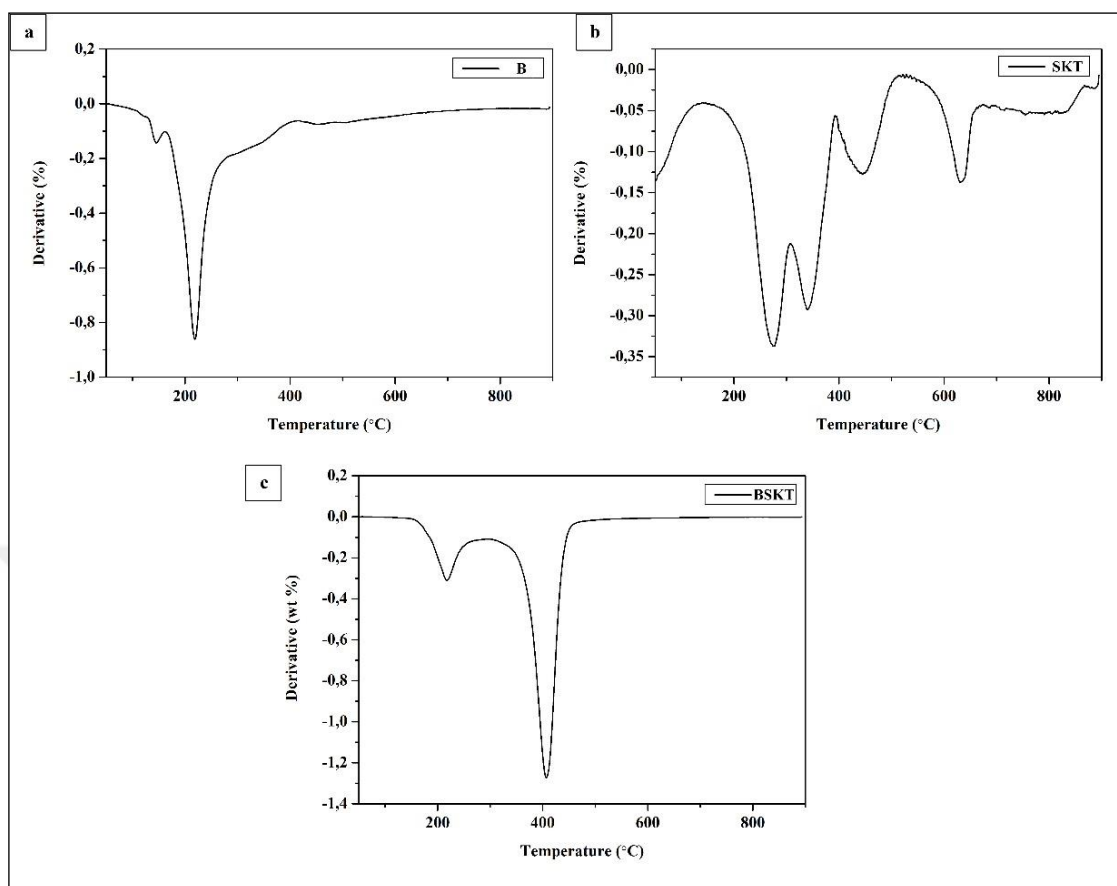 a
B
0,2
0,0
-0,2
-0,4
-0,6
-0,8
-1,0
Derivative (%)
200 400 600 800
Temperature (°C)
b
SKT
0,00
-0,05
-0,10
-0,15
-0,20
-0,25
-0,30
-0,35
Derivative (%)
200 400 600 800
Temperature (°C)
c
BSKT
0,2
0,0
-0,2
-0,4
-0,6
-0,8
-1,0
-1,2
-1,4
Derivative (wt %)
200 400 600 800
Temperature (°C)